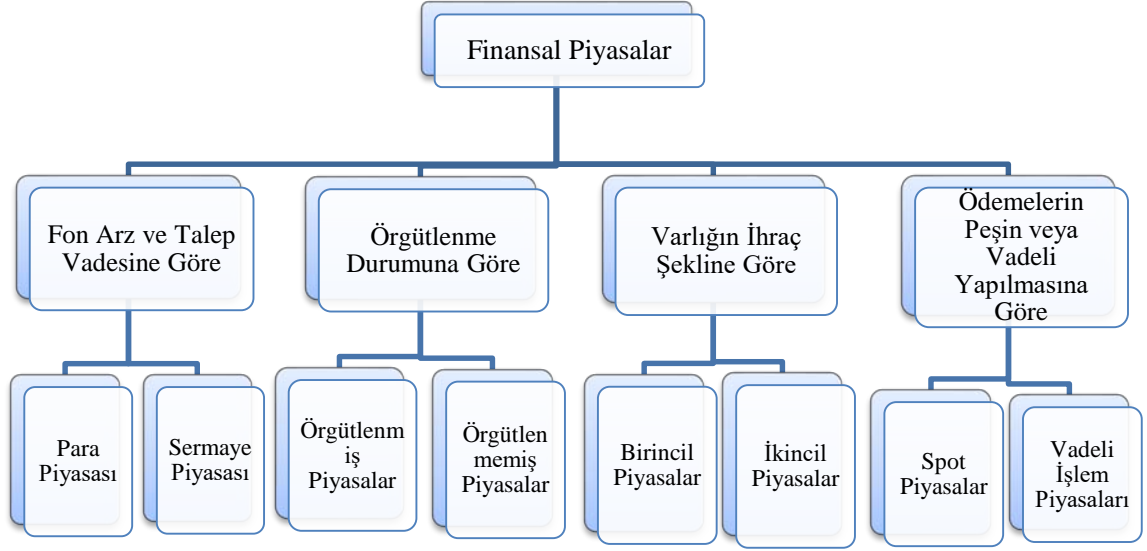 Finansal Piyasalar
Fon Arz ve Talep
Vadesine Göre
Örgütlenme
Durumuna Göre
Varlığın İhraç
Şekline Göre
Ödemelerin
Peşin veya
Vadeli
Yapılmasına
Göre
Para
Piyasası
Sermaye
Piyasası
Örgütlenm
iş
Piyasalar
Örgütlen
memiş
Piyasalar
Birincil
Piyasalar
İkincil
Piyasalar
Spot
Piyasalar
Vadeli
İşlem
Piyasaları